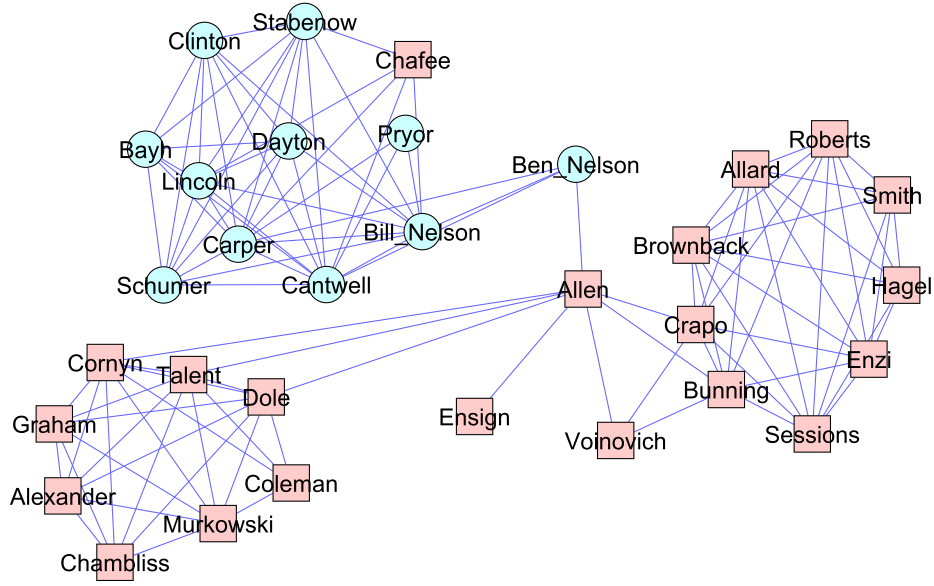 Stabenow
Clinton
Chafee
Pryor
Dayton
Bayh
Lincoln
Ben_Nelson
Roberts
Allard
Smith
Brownback
Carper
Bill_Nelson
Schumer
Cantwell
Allen
Hagel
Crapo
Enzi
Cornyn
Talent
Dole
Bunning
Graham
Ensign
Voinovich
Sessions
Alexander
Coleman
Murkowski
Chambliss